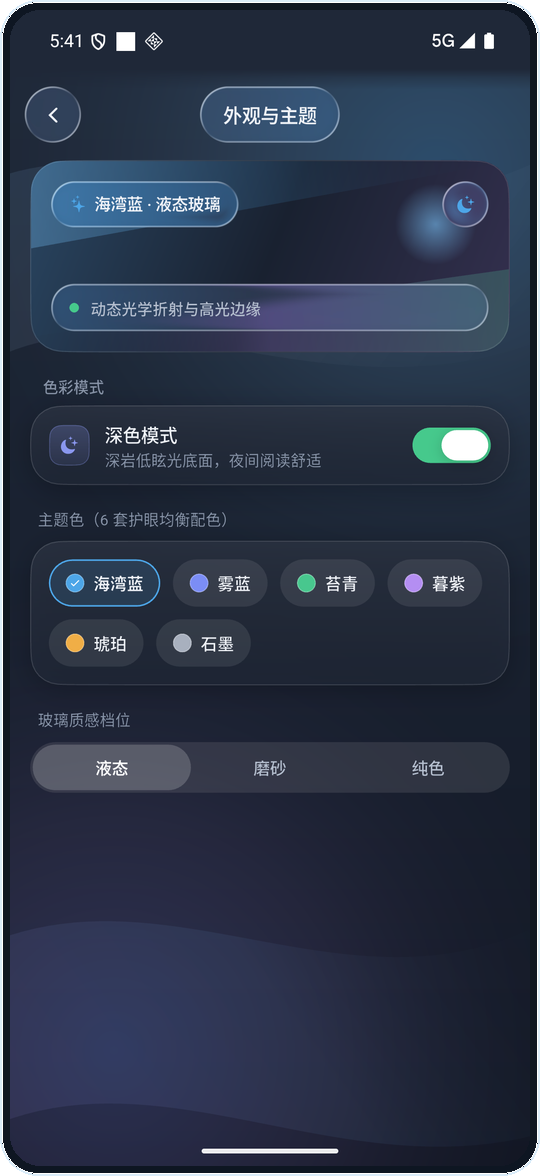 5:41
5G
外观与主题
海湾蓝 · 液态玻璃
动态光学折射与高光边缘
色彩模式
深色模式
深岩低眩光底面，夜间阅读舒适
主题色（6 套护眼均衡配色）
海湾蓝
雾蓝
苔青
暮紫
琥珀
石墨
玻璃质感档位
液态
磨砂
纯色